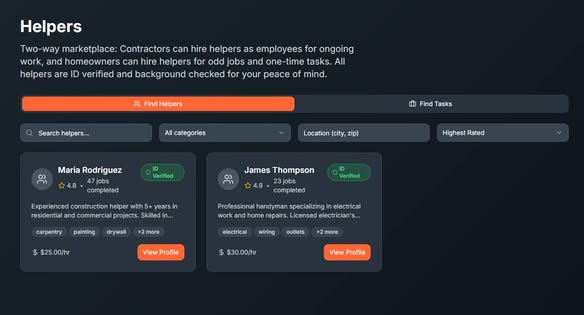 Helpers
Two-way marketplace: Contractors can hire helpers as employees for ongoing
work, and homeowners can hire helpers for odd jobs and one-time tasks. All
helpers are ID verified and background checked for your peace of mind.
Find Helpers
Find Tasks
Search helpers...
All categories
Location (city, zip)
Highest Rated
Maria Rodriguez
ID
Verified
4.8 • 47 jobs
completed
Experienced construction helper with 5+ years in
residential and commercial projects. Skilled in...
carpentry painting drywall +2 more
$ $25.00/hr
View Profile
James Thompson
ID
Verified
4.9 • 23 jobs
completed
Professional handyman specializing in electrical
work and home repairs. Licensed electrician's...
electrical wiring outlets +2 more
$ $30.00/hr
View Profile